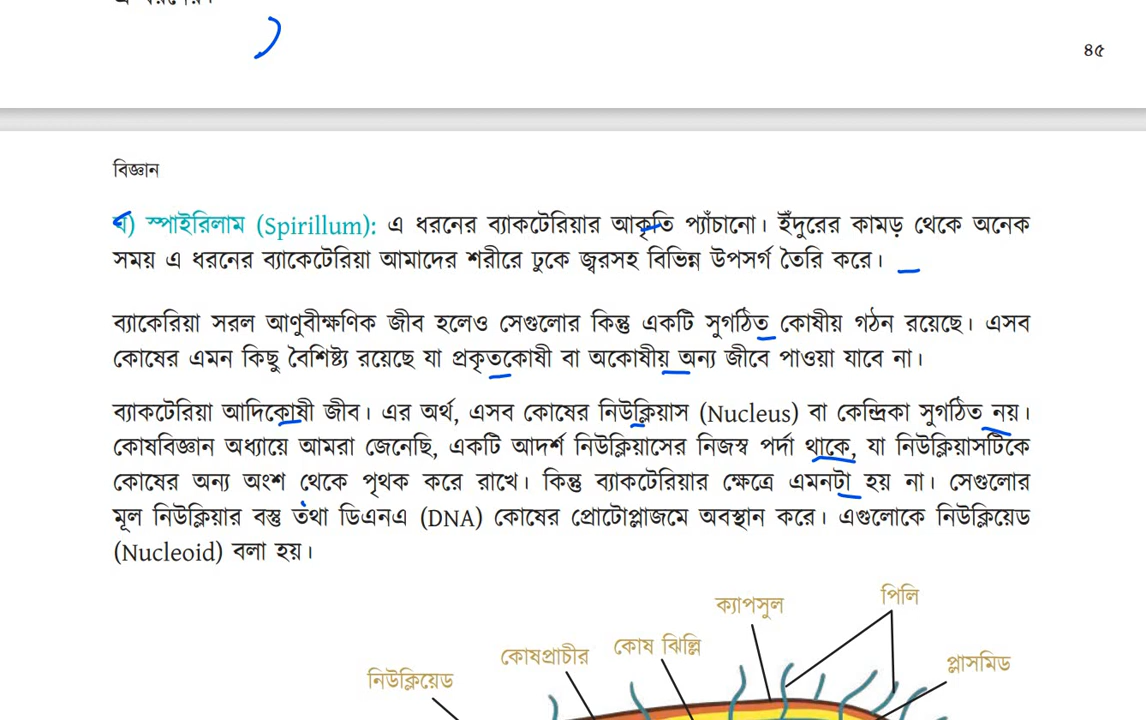 ৪৫
বিজ্ঞান
ঘ) স্পাইরিলাম (Spirillum): এ ধরনের ব্যাকটেরিয়ার আকৃতি প্যাঁচানো। ইঁদুরের কামড় থেকে অনেক
সময় এ ধরনের ব্যাকেটেরিয়া আমাদের শরীরে ঢুকে জ্বরসহ বিভিন্ন উপসর্গ তৈরি করে।
ব্যাকেরিয়া সরল আণুবীক্ষণিক জীব হলেও সেগুলোর কিন্তু একটি সুগঠিত কোষীয় গঠন রয়েছে। এসব
কোষের এমন কিছু বৈশিষ্ট্য রয়েছে যা প্রকৃতকোষী বা অকোষীয় অন্য জীবে পাওয়া যাবে না।
ব্যাকটেরিয়া আদিকোষী জীব। এর অর্থ, এসব কোষের নিউক্লিয়াস (Nucleus) বা কেন্দ্রিকা সুগঠিত নয়।
কোষবিজ্ঞান অধ্যায়ে আমরা জেনেছি, একটি আদর্শ নিউক্লিয়াসের নিজস্ব পর্দা থাকে, যা নিউক্লিয়াসটিকে
কোষের অন্য অংশ থেকে পৃথক করে রাখে। কিন্তু ব্যাকটেরিয়ার ক্ষেত্রে এমনটা হয় না। সেগুলোর
মূল নিউক্লিয়ার বস্তু তথা ডিএনএ (DNA) কোষের প্রোটোপ্লাজমে অবস্থান করে। এগুলোকে নিউক্লিয়েড
(Nucleoid) বলা হয়।
পিলি
ক্যাপসুল
কোষ ঝিল্লি
কোষপ্রাচীর
প্লাসমিড
নিউক্লিয়েড